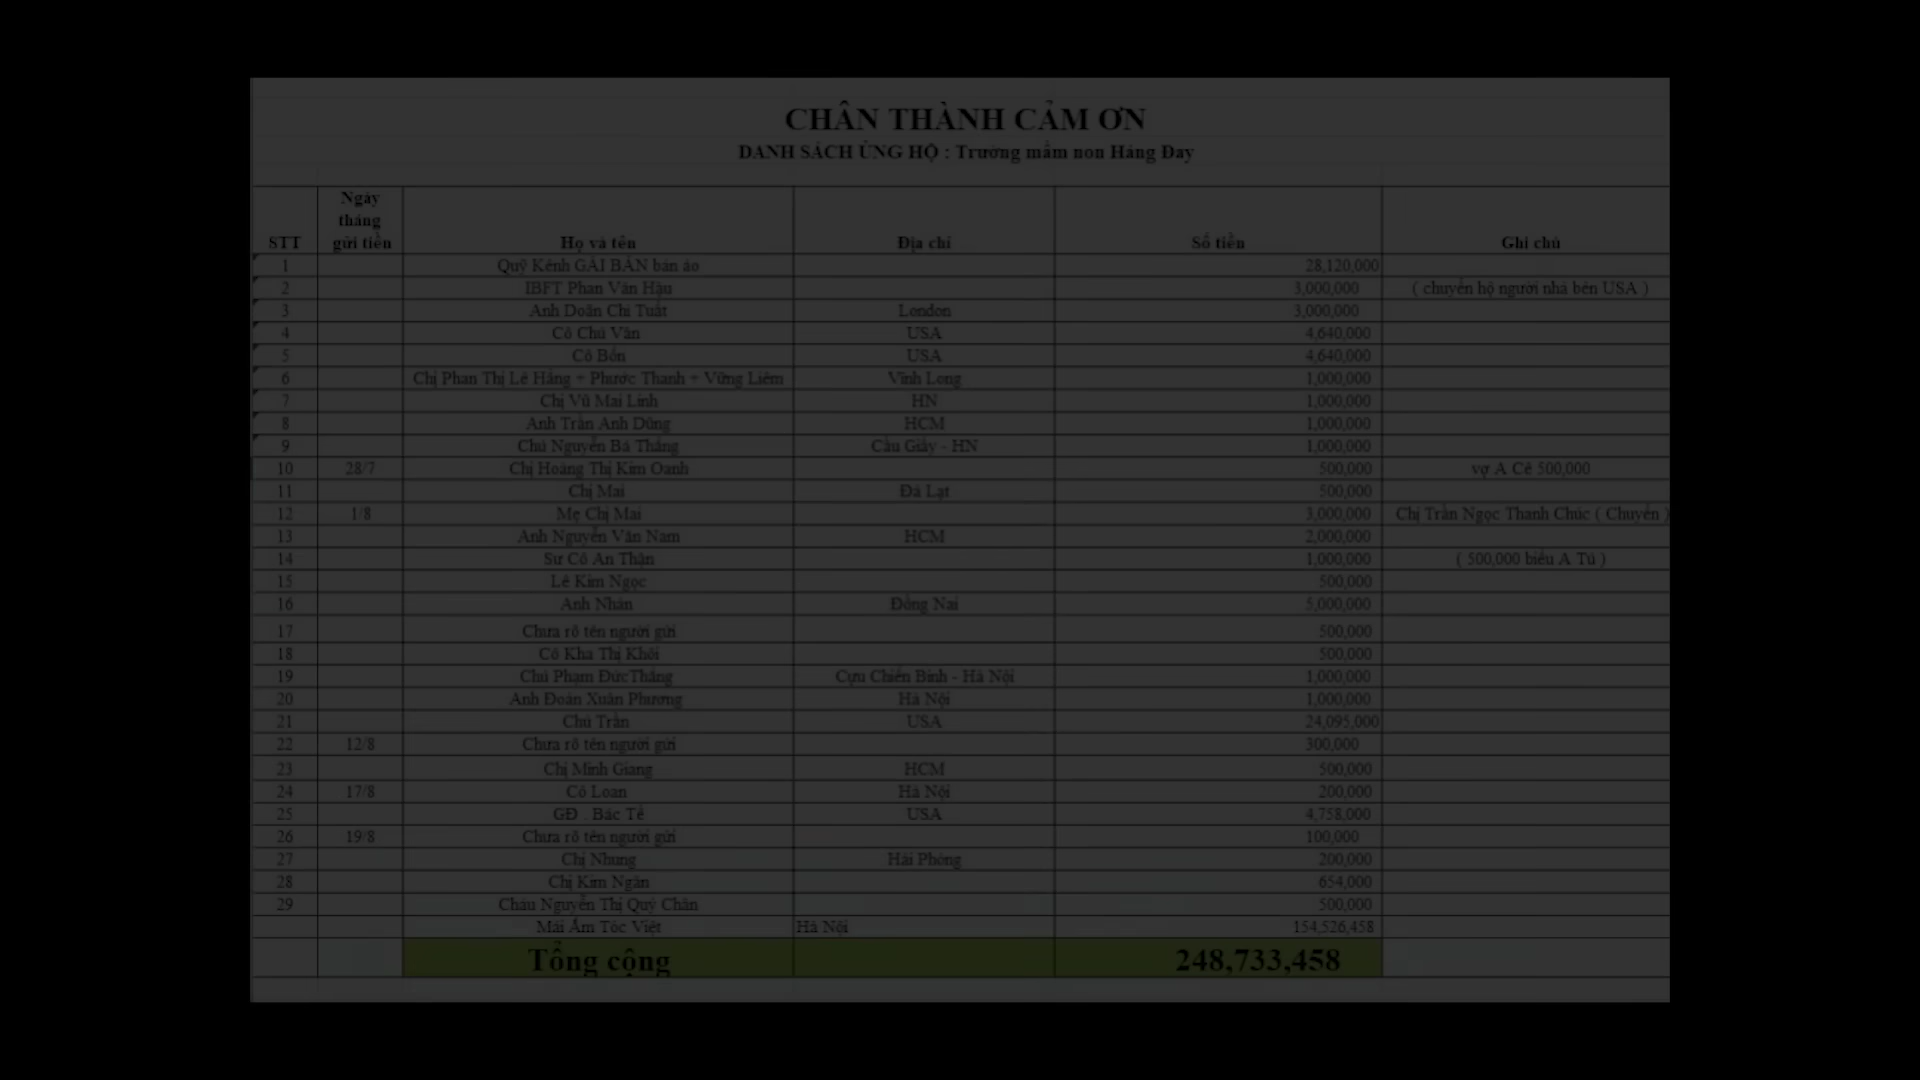 CHÂN THÀNH CẢM ƠN
DANH SÁCH ỦNG HỘ : Trường mầm non Háng Đay
STT Ngày tháng gửi tiền Họ và tên Địa chỉ Số tiền Ghi chú
1 Quỹ Kênh GẢI BẢN bán áo 28,120,000
2 IBFT Phan Văn Hậu 3,000,000 ( chuyển hộ người nhà bên USA )
3 Anh Doãn Chí Tuất London 3,000,000
4 Cô Chú Vân USA 4,640,000
5 Cô Bốn USA 4,640,000
6 Chị Phan Thị Lê Hằng + Phước Thanh + Vững Liêm Vĩnh Long 1,000,000
7 Chị Vũ Mai Linh HN 1,000,000
8 Anh Trần Anh Dũng HCM 1,000,000
9 Chú Nguyễn Bá Thắng Cầu Giấy - HN 1,000,000
10 28/7 Chị Hoàng Thị Kim Oanh 500,000 vợ A Cê 500,000
11 Chị Mai Đà Lạt 500,000
12 1/8 Mẹ Chị Mai 3,000,000 Chị Trần Ngọc Thanh Chúc ( Chuyển )
13 Anh Nguyễn Văn Nam HCM 2,000,000
14 Sư Cô An Thận 1,000,000 ( 500,000 biếu A Tú )
15 Lê Kim Ngọc 500,000
16 Anh Nhân Đồng Nai 5,000,000
17 Chưa rõ tên người gửi 500,000
18 Cô Kha Thị Khôi 500,000
19 Chú Phạm ĐứcThắng Cựu Chiến Binh - Hà Nội 1,000,000
20 Anh Đoàn Xuân Phương Hà Nội 1,000,000
21 Chú Trần USA 24,095,000
22 12/8 Chưa rõ tên người gửi 300,000
23 Chị Minh Giang HCM 500,000
24 17/8 Cô Loan Hà Nội 200,000
25 GĐ . Bác Tề USA 4,758,000
26 19/8 Chưa rõ tên người gửi 100,000
27 Chị Nhung Hải Phòng 200,000
28 Chị Kim Ngân 654,000
29 Cháu Nguyễn Thị Quý Chân 500,000
Mái Ấm Tóc Việt Hà Nội 154,526,458
Tổng cộng 248,733,458